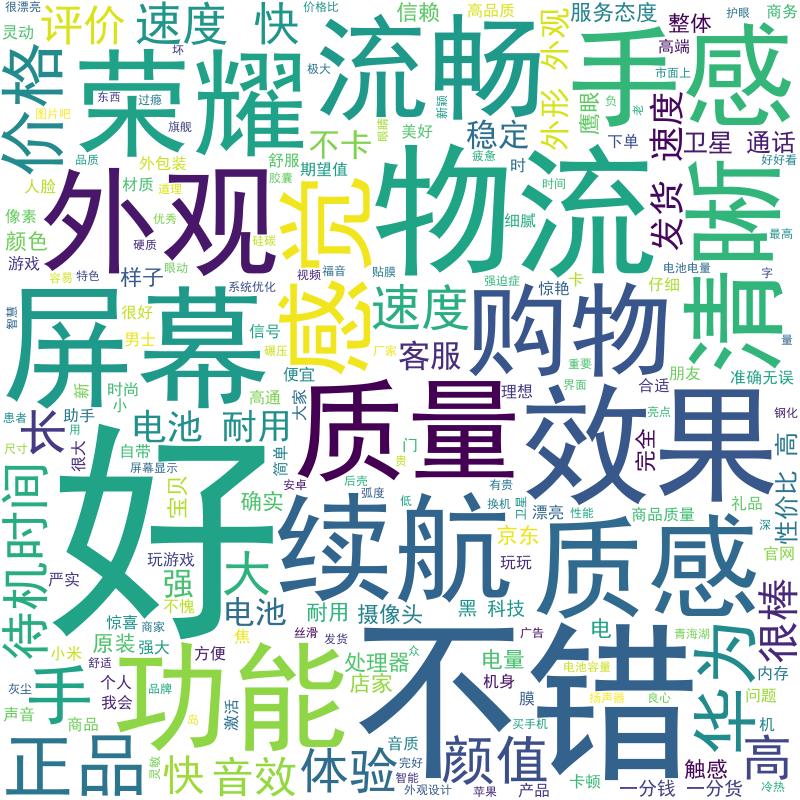 很漂亮
灵动
评价
速度 快
价格比
信赖
高品质
服务态度
护眼
商务
整体
高端
市面上
价格
荣耀
流畅
手感
外观
外形
鹰眼
负
老
东西
过瘾
坏
极大
图片吧
旗舰
不卡
眼睛
美好
新颖
稳定
下单
速度
卫星
通话
好好看
品质
外包装
舒服
胶囊
期望值
疲惫
时
时间
人脸
材质
道理
外观
感觉
物流
发货
清晰
像素
优秀
颜色
硬质
硅碳
细腻
最高
游戏
容易
特色
眼动
样子
系统优化
视频
福音
贴膜
强迫症
惊艳
卡
仔细
电池电量
字
智慧
屏幕
很好
男士
信号
碾压
厂家
速度
客服
购物
量
新
时尚
小
高通
便宜
大家
重要
界面
朋友
合适
准确无误
患者
助手
用
长
很大
电池
耐用
简单
质量
理想
效果
亮点
钢化
尺寸
自带
屏幕显示
安卓
门
贵
完全
高
待机时间
好
宝贝
确实
后壳
弧度
低
有贵
换机
卫星
漂亮
性能
商品质量
礼品
性价比
深
官网
续航
京东
质感
严实
玩游戏
强
大
玩玩
很棒
不愧
电池
耐用
摄像头
黑
科技
惊喜
商家
焦
丝滑
发货
众
广告
电
青海湖
华为
小米
原装
强大
舒适
方便
功能
处理器
店家
不错
电量
机身
膜
电池容量
扬声器
良心
内存
问题
灰尘
手
个人
我会
品牌
声音
商品
岛
激活
买手机
机
正品
灵敏
快
音效
体验
音质
完好
智能
外观设计
颜值
苹果
产品
卡顿
一分钱
触感
一分货
高
冷热